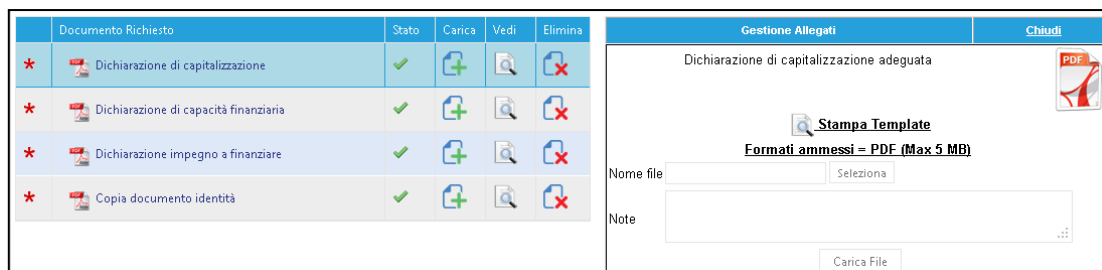 Documento Richiesto Stato Carica Vedi Elimina
* Dichiarazione di capitalizzazione
* Dichiarazione di capacità finanziaria
* Dichiarazione impegno a finanziare
* Copia documento identità
Gestione Allegati Chiudi
Dichiarazione di capitalizzazione adeguata
PDF
Stampa Template
Formati ammessi = PDF (Max 5 MB)
Nome file Seleziona
Note
Carica File